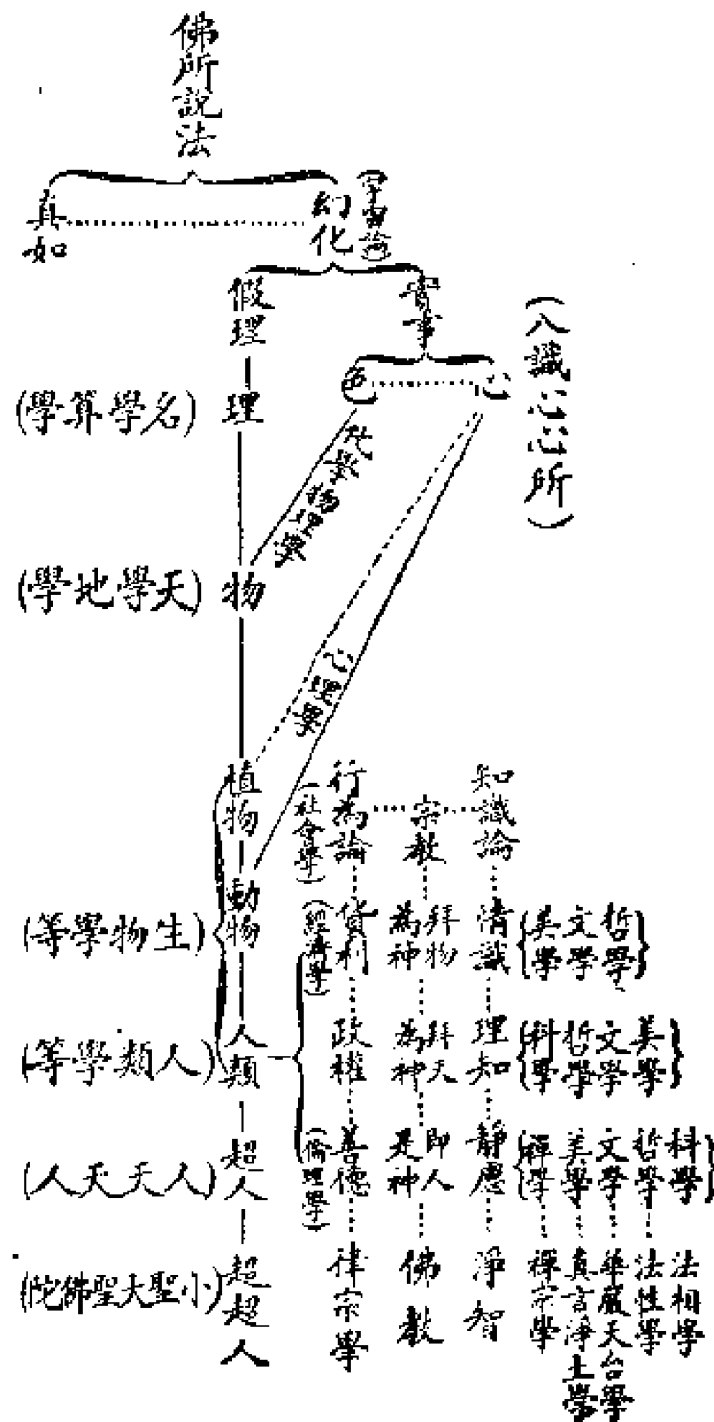 佛所說法
真如 幻化 (宇宙論)
假理 實事
色 心 (八識心心所)
理 (學算學名)
化學物理學
物 (學地學天)
心理學
植物
動物
(等學物生)
行為論 宗教 知識論
(社會學)
(經濟學)
貨利 拜物為神 情識 哲學 文學 美學
人類 (等學類人)
政權 拜天為神 理知 美學 文學 哲學 科學
超人 (人天天人)
(倫理學)
善德 即人是神 靜慮 科學 哲學 文學 美學 禪學
超超人 (陀佛聖大聖小)
律宗學 佛教 淨智 法相學 法性學 華嚴天台學 真言淨土學 禪宗學